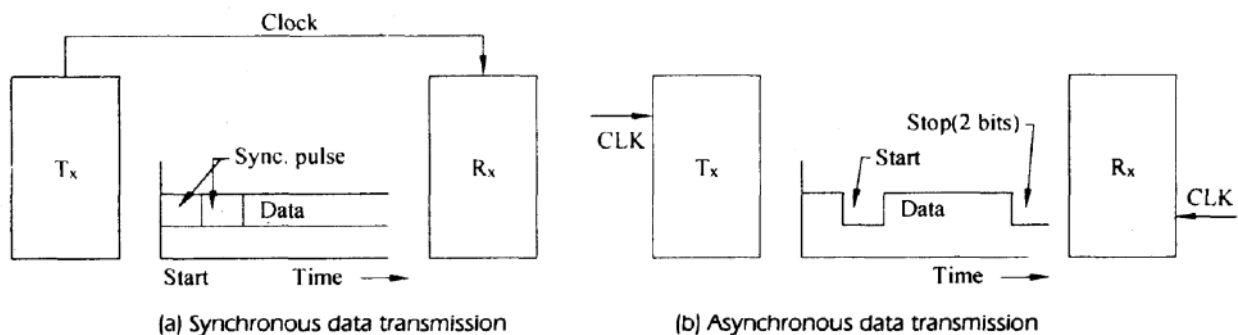 Clock
Tx
Sync. pulse
Data
Start
Time
Rx
(a) Synchronous data transmission
CLK
Tx
Start
Stop(2 bits)
Data
Time
Rx
CLK
(b) Asynchronous data transmission